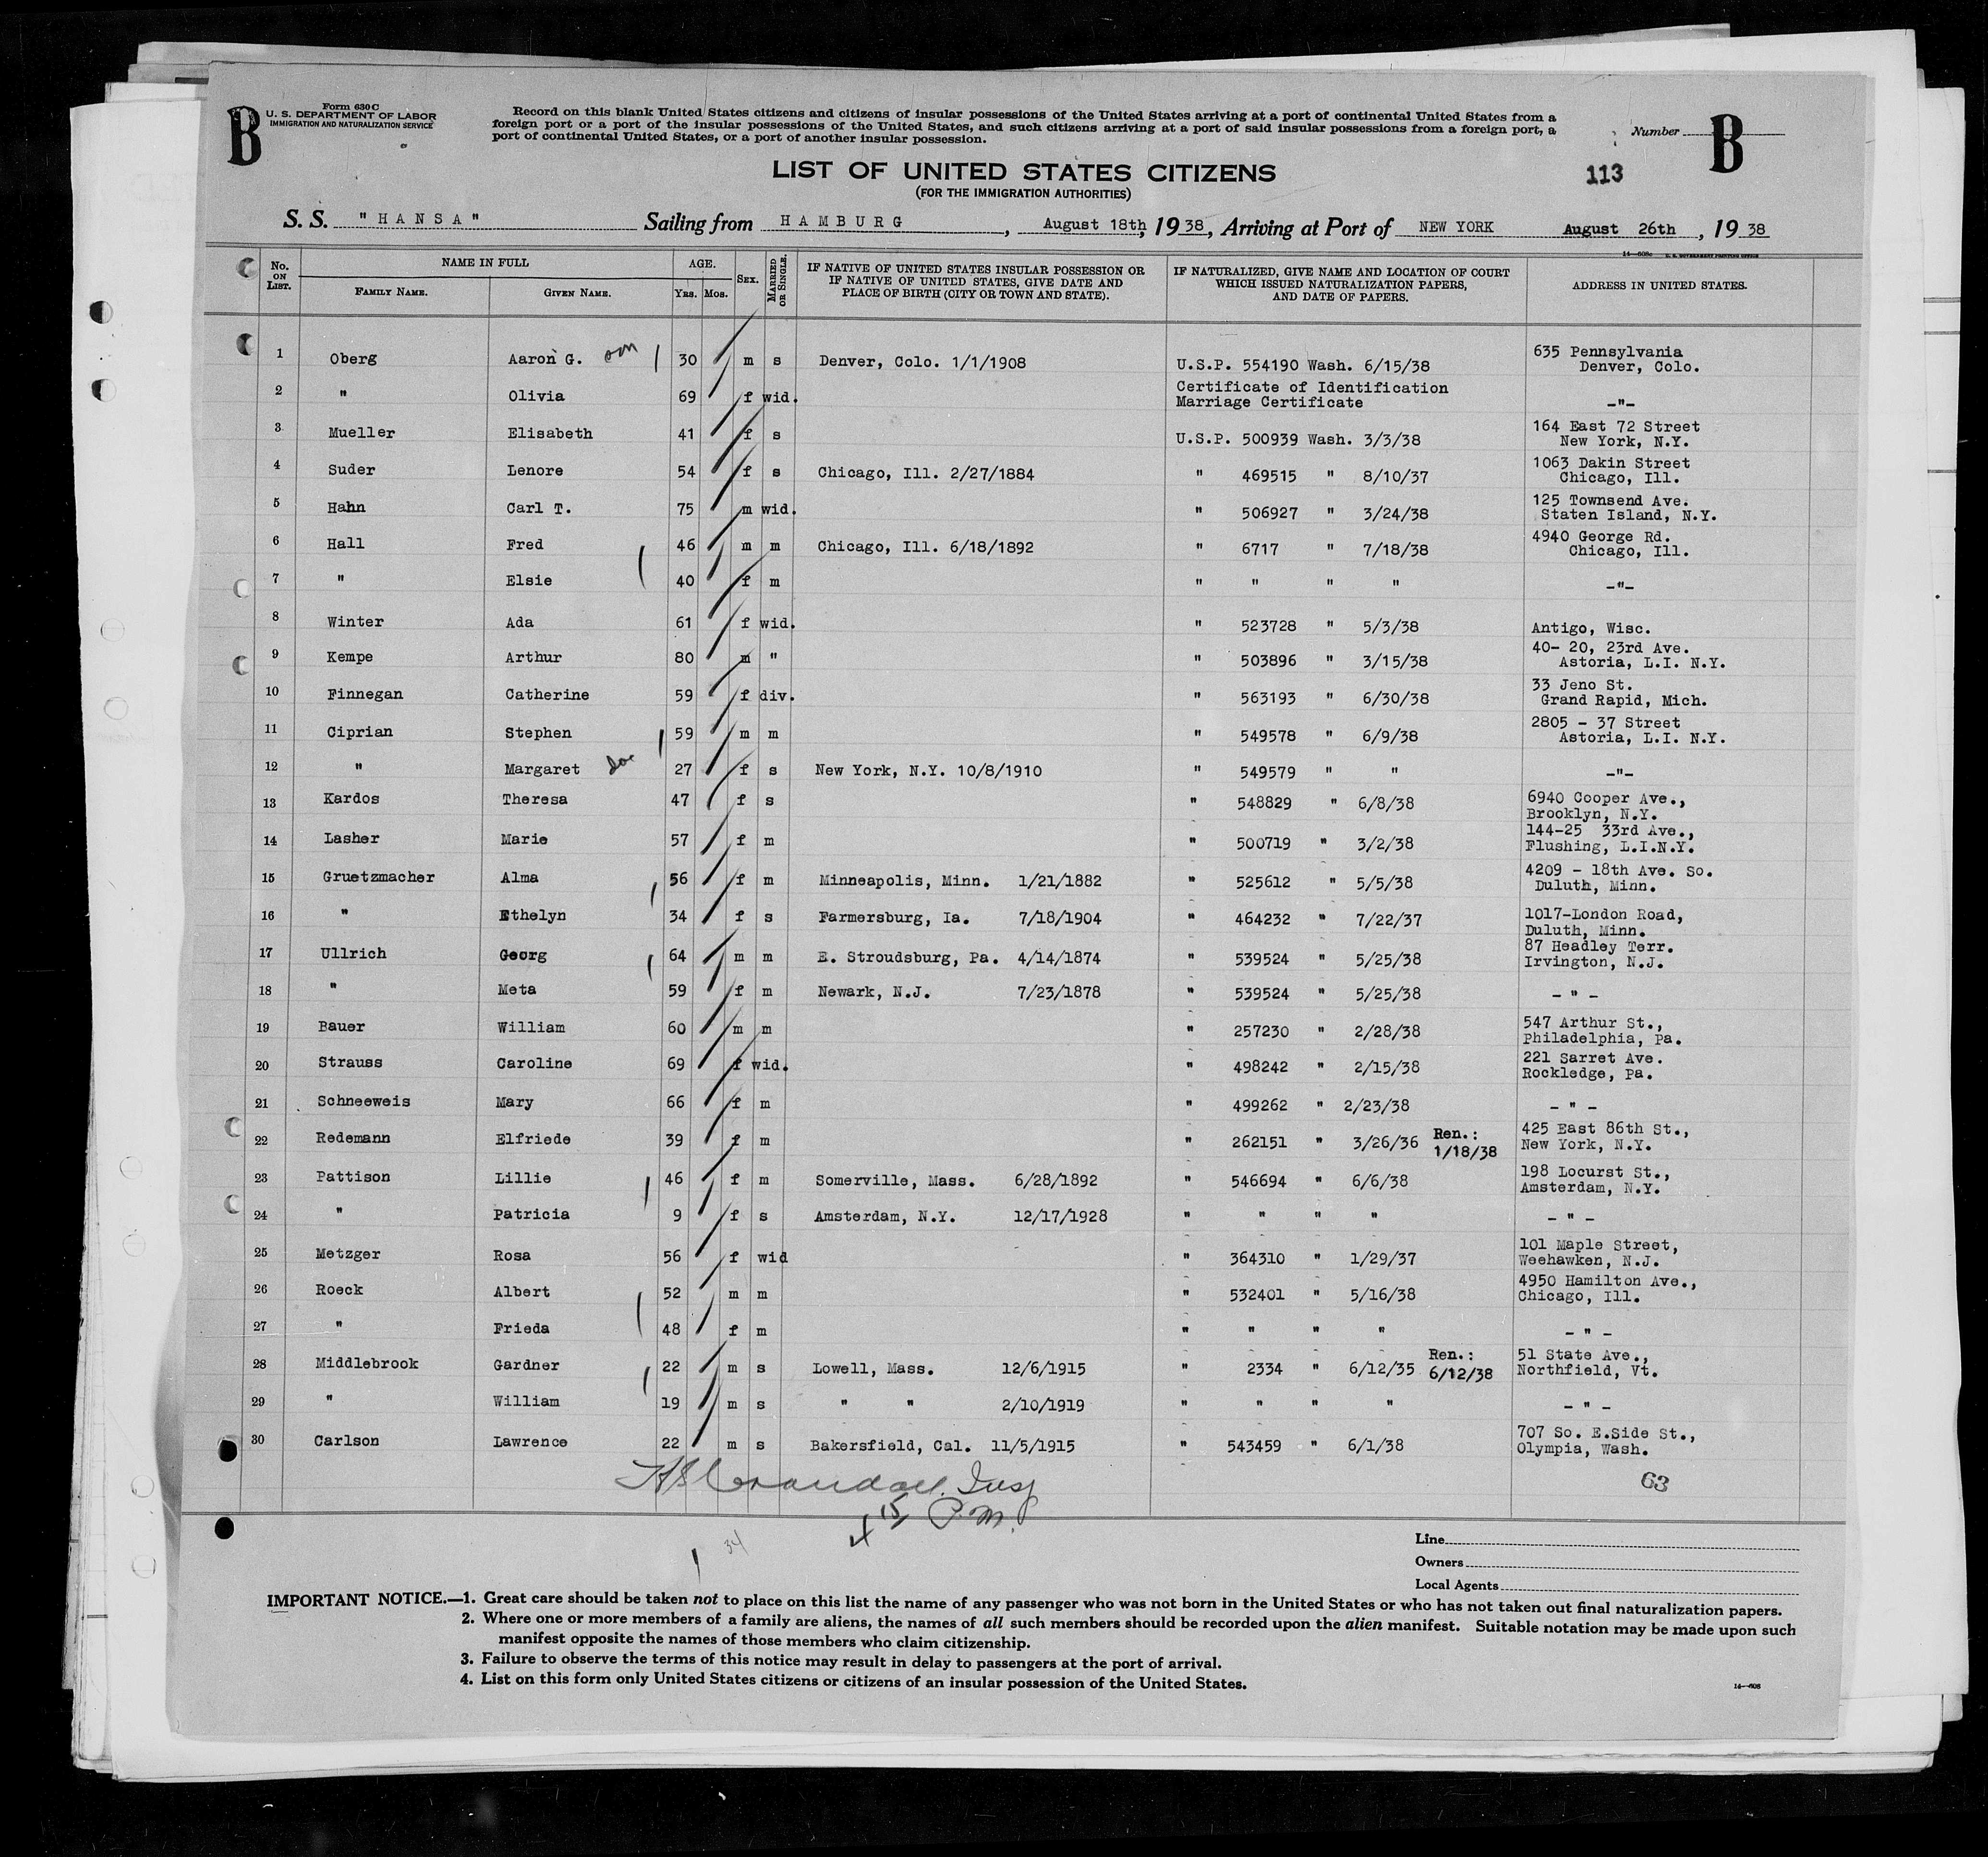 B
Form 630 C
U. S. DEPARTMENT OF LABOR
IMMIGRATION AND NATURALIZATION SERVICE
Record on this blank United States citizens and citizens of insular possessions of the United States arriving at a port of continental United States from a
foreign port or a port of the insular possessions of the United States, and such citizens arriving at a port of said insular possessions from a foreign port, a
port of continental United States, or a port of another insular possession.
Number
B
113
LIST OF UNITED STATES CITIZENS
(FOR THE IMMIGRATION AUTHORITIES)
S. S. "HANSA" Sailing from HAMBURG, August 18th, 1938, Arriving at Port of NEW YORK August 26th, 1938
14—608c U. S. GOVERNMENT PRINTING OFFICE
No. ON LIST. NAME IN FULL FAMILY NAME. GIVEN NAME. AGE. YRS. MOS. SEX. MARRIED OR SINGLE. IF NATIVE OF UNITED STATES INSULAR POSSESSION OR IF NATIVE OF UNITED STATES, GIVE DATE AND PLACE OF BIRTH (CITY OR TOWN AND STATE). IF NATURALIZED, GIVE NAME AND LOCATION OF COURT WHICH ISSUED NATURALIZATION PAPERS, AND DATE OF PAPERS. ADDRESS IN UNITED STATES.
1 Oberg Aaron G. 30 m s Denver, Colo. 1/1/1908 U.S.P. 554190 Wash. 6/15/38 635 Pennsylvania Denver, Colo.
2 " Olivia 69 f wid. Certificate of Identification Marriage Certificate -"-
3 Mueller Elisabeth 41 f s U.S.P. 500939 Wash. 3/3/38 164 East 72 Street New York, N.Y.
4 Suder Lenore 54 f s Chicago, Ill. 2/27/1884 " 469515 " 8/10/37 1063 Dakin Street Chicago, Ill.
5 Hahn Carl T. 75 m wid. " 506927 " 3/24/38 125 Townsend Ave. Staten Island, N.Y.
6 Hall Fred 46 m m Chicago, Ill. 6/18/1892 " 6717 " 7/18/38 4940 George Rd. Chicago, Ill.
7 " Elsie 40 f m " " " " -"-
8 Winter Ada 61 f wid. " 523728 " 5/3/38 Antigo, Wisc.
9 Kempe Arthur 80 m " " 503896 " 3/15/38 40- 20, 23rd Ave. Astoria, L.I. N.Y.
10 Finnegan Catherine 59 f div. " 563193 " 6/30/38 33 Jeno St. Grand Rapid, Mich.
11 Ciprian Stephen 59 m m " 549578 " 6/9/38 2805 - 37 Street Astoria, L.I. N.Y.
12 " Margaret 27 f s New York, N.Y. 10/8/1910 " 549579 " " -"-
13 Kardos Theresa 47 f s " 548829 " 6/8/38 6940 Cooper Ave., Brooklyn, N.Y.
14 Lasher Marie 57 f m " 500719 " 3/2/38 144-25 33rd Ave., Flushing, L.I.N.Y.
15 Gruetzmacher Alma 56 f m Minneapolis, Minn. 1/21/1882 " 525612 " 5/5/38 4209 - 18th Ave. So. Duluth, Minn.
16 " Ethelyn 34 f s Farmersburg, Ia. 7/18/1904 " 464232 " 7/22/37 1017-London Road, Duluth, Minn.
17 Ullrich Georg 64 m m E. Stroudsburg, Pa. 4/14/1874 " 539524 " 5/25/38 87 Headley Terr. Irvington, N.J.
18 " Meta 59 f m Newark, N.J. 7/23/1878 " 539524 " 5/25/38 - " -
19 Bauer William 60 m m " 257230 " 2/28/38 547 Arthur St., Philadelphia, Pa.
20 Strauss Caroline 69 f wid. " 498242 " 2/15/38 221 Sarret Ave. Rockledge, Pa.
21 Schneeweis Mary 66 f m " 499262 " 2/23/38 - " -
22 Redemann Elfriede 39 f m " 262151 " 3/26/36 Ren.: 1/18/38 425 East 86th St., New York, N.Y.
23 Pattison Lillie 46 f m Somerville, Mass. 6/28/1892 " 546694 " 6/6/38 198 Locurst St., Amsterdam, N.Y.
24 " Patricia 9 f s Amsterdam, N.Y. 12/17/1928 " " " " - " -
25 Metzger Rosa 56 f wid " 364310 " 1/29/37 101 Maple Street, Weehawken, N.J.
26 Roeck Albert 52 m m " 532401 " 5/16/38 4950 Hamilton Ave., Chicago, Ill.
27 " Frieda 48 f m " " " " - " -
28 Middlebrook Gardner 22 m s Lowell, Mass. 12/6/1915 " 2334 " 6/12/35 Ren.: 6/12/38 51 State Ave., Northfield, Vt.
29 " William 19 m s " " 2/10/1919 " " " " - " -
30 Carlson Lawrence 22 m s Bakersfield, Cal. 11/5/1915 " 543459 " 6/1/38 707 So. E.Side St., Olympia, Wash.
Crandall Insp
63
4 15 P.M.
34
Line
Owners
Local Agents
IMPORTANT NOTICE.—1. Great care should be taken not to place on this list the name of any passenger who was not born in the United States or who has not taken out final naturalization papers.
2. Where one or more members of a family are aliens, the names of all such members should be recorded upon the alien manifest. Suitable notation may be made upon such
manifest opposite the names of those members who claim citizenship.
3. Failure to observe the terms of this notice may result in delay to passengers at the port of arrival.
4. List on this form only United States citizens or citizens of an insular possession of the United States.
14—608